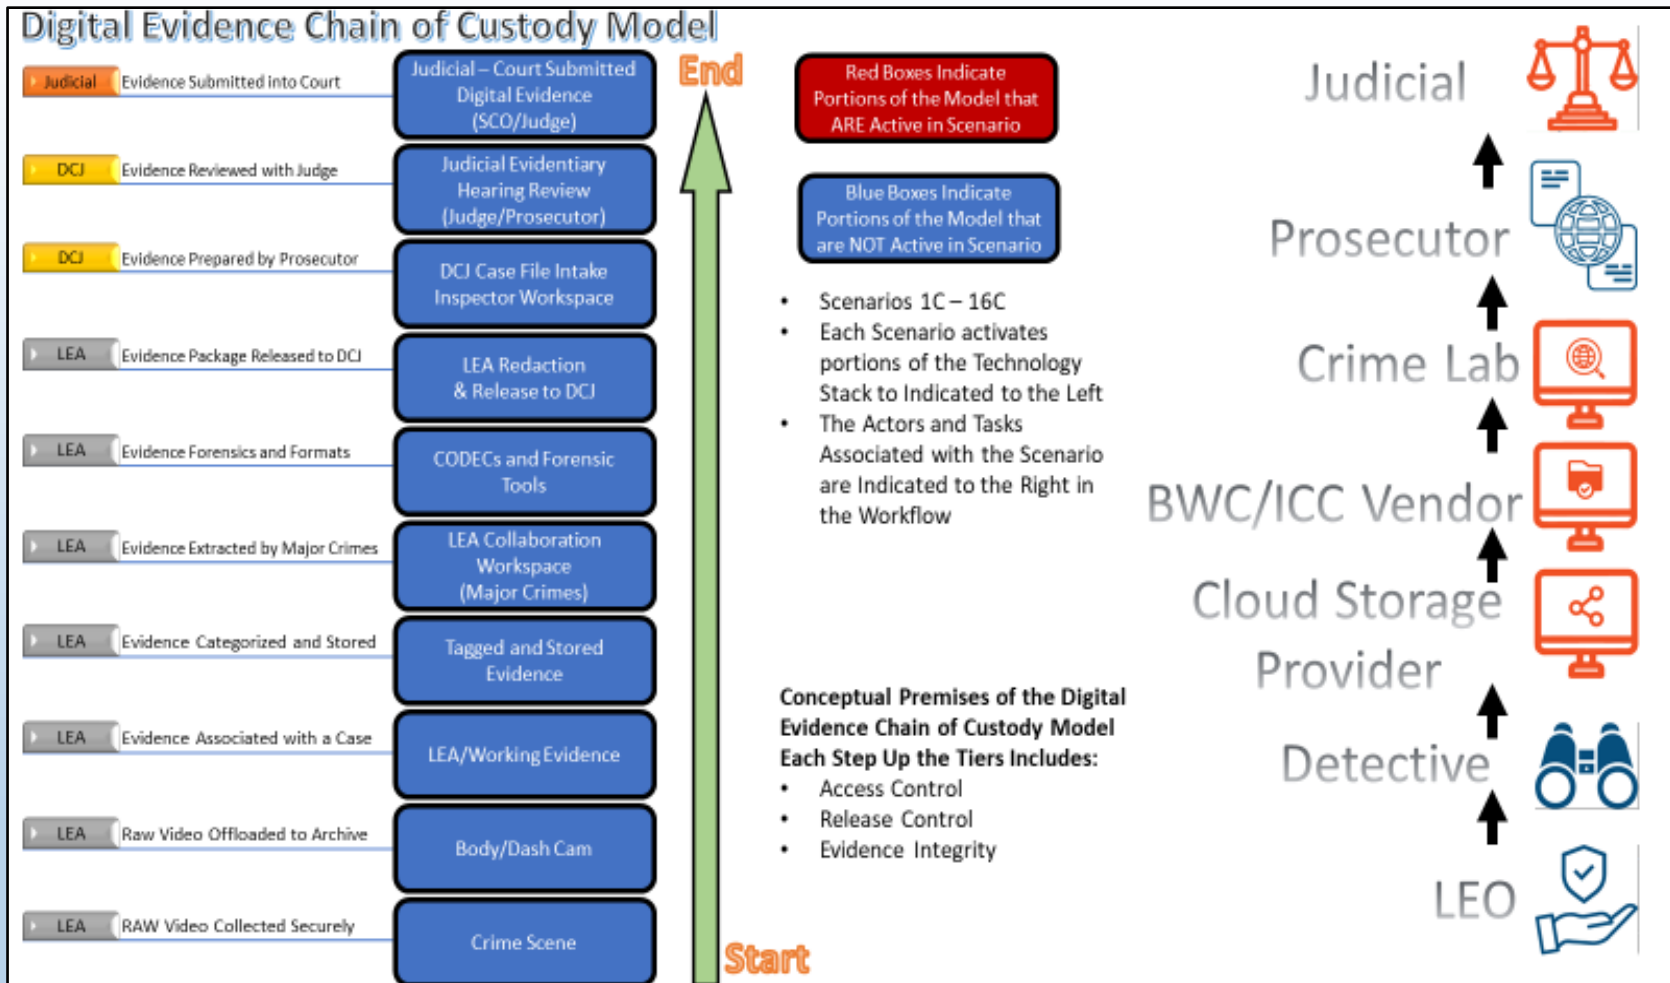 Digital Evidence Chain of Custody Model
Judicial
Evidence Submitted into Court
Judicial – Court Submitted
Digital Evidence
(SCO/Judge)
DCJ
Evidence Reviewed with Judge
Judicial Evidentiary
Hearing Review
(Judge/Prosecutor)
DCJ
Evidence Prepared by Prosecutor
DCJ Case File Intake
Inspector Workspace
LEA
Evidence Package Released to DCJ
LEA Redaction
& Release to DCJ
LEA
Evidence Forensics and Formats
CODECs and Forensic
Tools
LEA
Evidence Extracted by Major Crimes
LEA Collaboration
Workspace
(Major Crimes)
LEA
Evidence Categorized and Stored
Tagged and Stored
Evidence
LEA
Evidence Associated with a Case
LEA/Working Evidence
LEA
Raw Video Offloaded to Archive
Body/Dash Cam
LEA
RAW Video Collected Securely
Crime Scene
End
Start
Red Boxes Indicate
Portions of the Model that
ARE Active in Scenario
Blue Boxes Indicate
Portions of the Model that
are NOT Active in Scenario
• Scenarios 1C – 16C
• Each Scenario activates
portions of the Technology
Stack to Indicated to the Left
• The Actors and Tasks
Associated with the Scenario
are Indicated to the Right in
the Workflow
Conceptual Premises of the Digital
Evidence Chain of Custody Model
Each Step Up the Tiers Includes:
• Access Control
• Release Control
• Evidence Integrity
Judicial
Prosecutor
Crime Lab
BWC/ICC Vendor
Cloud Storage
Provider
Detective
LEO